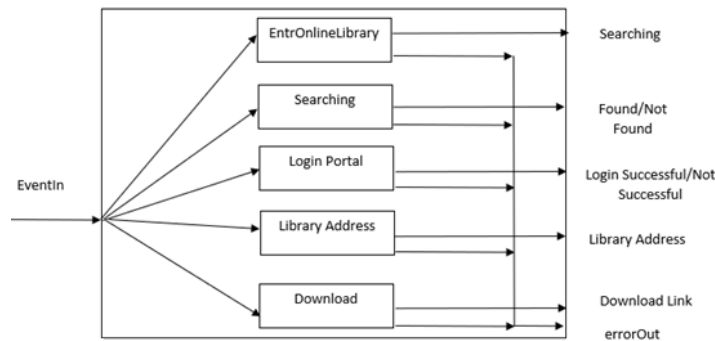 EntrOnlineLibrary
Searching
Searching
Found/Not
Found
Login Portal
Login Successful/Not
Successful
EventIn
Library Address
Library Address
Download
Download Link
errorOut